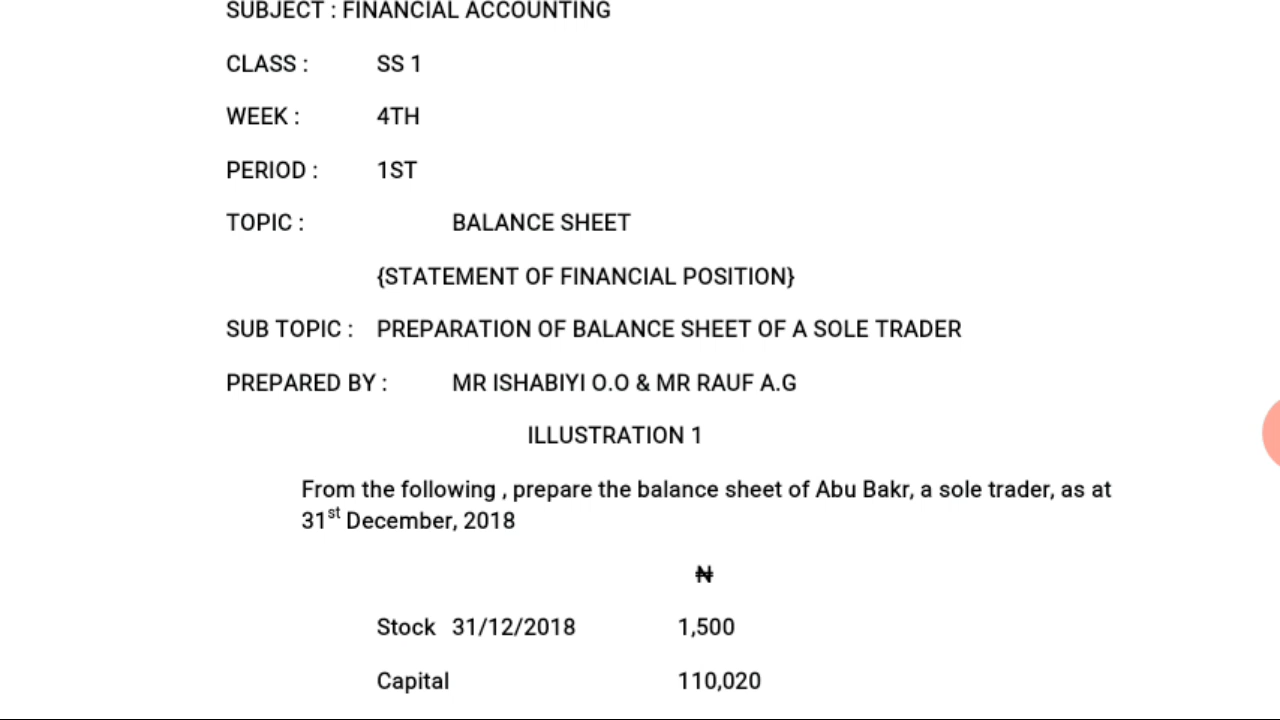 SUBJECT : FINANCIAL ACCOUNTING
CLASS : SS 1
WEEK : 4TH
PERIOD : 1ST
TOPIC : BALANCE SHEET
{STATEMENT OF FINANCIAL POSITION}
SUB TOPIC : PREPARATION OF BALANCE SHEET OF A SOLE TRADER
PREPARED BY : MR ISHABIYI O.O & MR RAUF A.G
ILLUSTRATION 1
From the following , prepare the balance sheet of Abu Bakr, a sole trader, as at
31st December, 2018
₦
Stock 31/12/2018 1,500
Capital 110,020